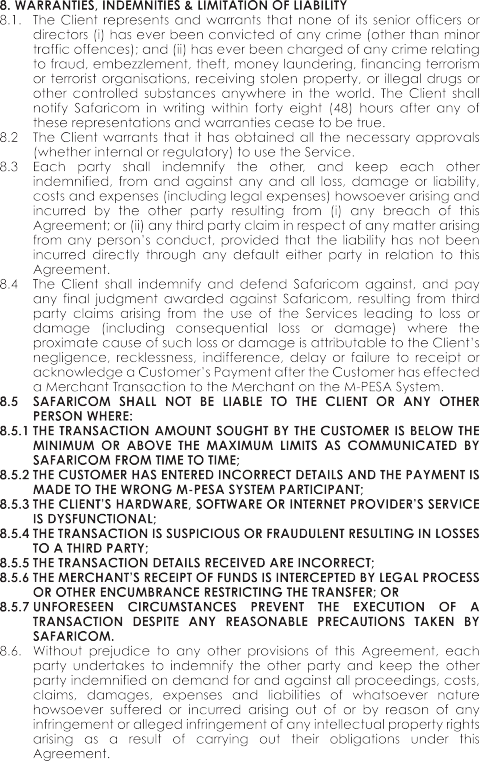 8. WARRANTIES, INDEMNITIES & LIMITATION OF LIABILITY
8.1. The Client represents and warrants that none of its senior officers or
directors (i) has ever been convicted of any crime (other than minor
traffic offences); and (ii) has ever been charged of any crime relating
to fraud, embezzlement, theft, money laundering, financing terrorism
or terrorist organisations, receiving stolen property, or illegal drugs or
other controlled substances anywhere in the world. The Client shall
notify Safaricom in writing within forty eight (48) hours after any of
these representations and warranties cease to be true.
8.2 The Client warrants that it has obtained all the necessary approvals
(whether internal or regulatory) to use the Service.
8.3 Each party shall indemnify the other, and keep each other
indemnified, from and against any and all loss, damage or liability,
costs and expenses (including legal expenses) howsoever arising and
incurred by the other party resulting from (i) any breach of this
Agreement; or (ii) any third party claim in respect of any matter arising
from any person's conduct, provided that the liability has not been
incurred directly through any default either party in relation to this
Agreement.
8.4 The Client shall indemnify and defend Safaricom against, and pay
any final judgment awarded against Safaricom, resulting from third
party claims arising from the use of the Services leading to loss or
damage (including consequential loss or damage) where the
proximate cause of such loss or damage is attributable to the Client's
negligence, recklessness, indifference, delay or failure to receipt or
acknowledge a Customer's Payment after the Customer has effected
a Merchant Transaction to the Merchant on the M-PESA System.
8.5 SAFARICOM SHALL NOT BE LIABLE TO THE CLIENT OR ANY OTHER
PERSON WHERE:
8.5.1 THE TRANSACTION AMOUNT SOUGHT BY THE CUSTOMER IS BELOW THE
MINIMUM OR ABOVE THE MAXIMUM LIMITS AS COMMUNICATED BY
SAFARICOM FROM TIME TO TIME;
8.5.2 THE CUSTOMER HAS ENTERED INCORRECT DETAILS AND THE PAYMENT IS
MADE TO THE WRONG M-PESA SYSTEM PARTICIPANT;
8.5.3 THE CLIENT'S HARDWARE, SOFTWARE OR INTERNET PROVIDER'S SERVICE
IS DYSFUNCTIONAL;
8.5.4 THE TRANSACTION IS SUSPICIOUS OR FRAUDULENT RESULTING IN LOSSES
TO A THIRD PARTY;
8.5.5 THE TRANSACTION DETAILS RECEIVED ARE INCORRECT;
8.5.6 THE MERCHANT'S RECEIPT OF FUNDS IS INTERCEPTED BY LEGAL PROCESS
OR OTHER ENCUMBRANCE RESTRICTING THE TRANSFER; OR
8.5.7 UNFORESEEN CIRCUMSTANCES PREVENT THE EXECUTION OF A
TRANSACTION DESPITE ANY REASONABLE PRECAUTIONS TAKEN BY
SAFARICOM.
8.6. Without prejudice to any other provisions of this Agreement, each
party undertakes to indemnify the other party and keep the other
party indemnified on demand for and against all proceedings, costs,
claims, damages, expenses and liabilities of whatsoever nature
howsoever suffered or incurred arising out of or by reason of any
infringement or alleged infringement of any intellectual property rights
arising as a result of carrying out their obligations under this
Agreement.